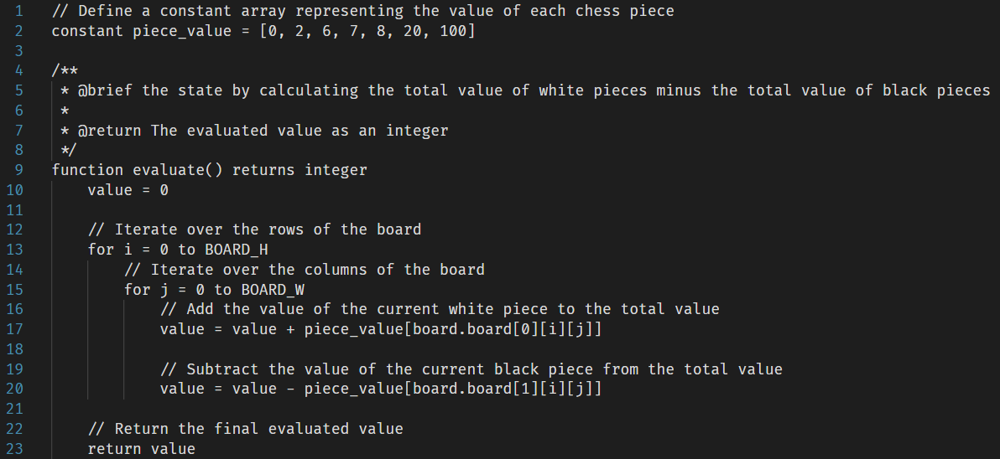 1 // Define a constant array representing the value of each chess piece
2 constant piece_value = [0, 2, 6, 7, 8, 20, 100]
3
4 /**
5 * @brief the state by calculating the total value of white pieces minus the total value of black pieces
6 *
7 * @return The evaluated value as an integer
8 */
9 function evaluate() returns integer
10 value = 0
11
12 // Iterate over the rows of the board
13 for i = 0 to BOARD_H
14 // Iterate over the columns of the board
15 for j = 0 to BOARD_W
16 // Add the value of the current white piece to the total value
17 value = value + piece_value[board.board[0][i][j]]
18
19 // Subtract the value of the current black piece from the total value
20 value = value - piece_value[board.board[1][i][j]]
21
22 // Return the final evaluated value
23 return value